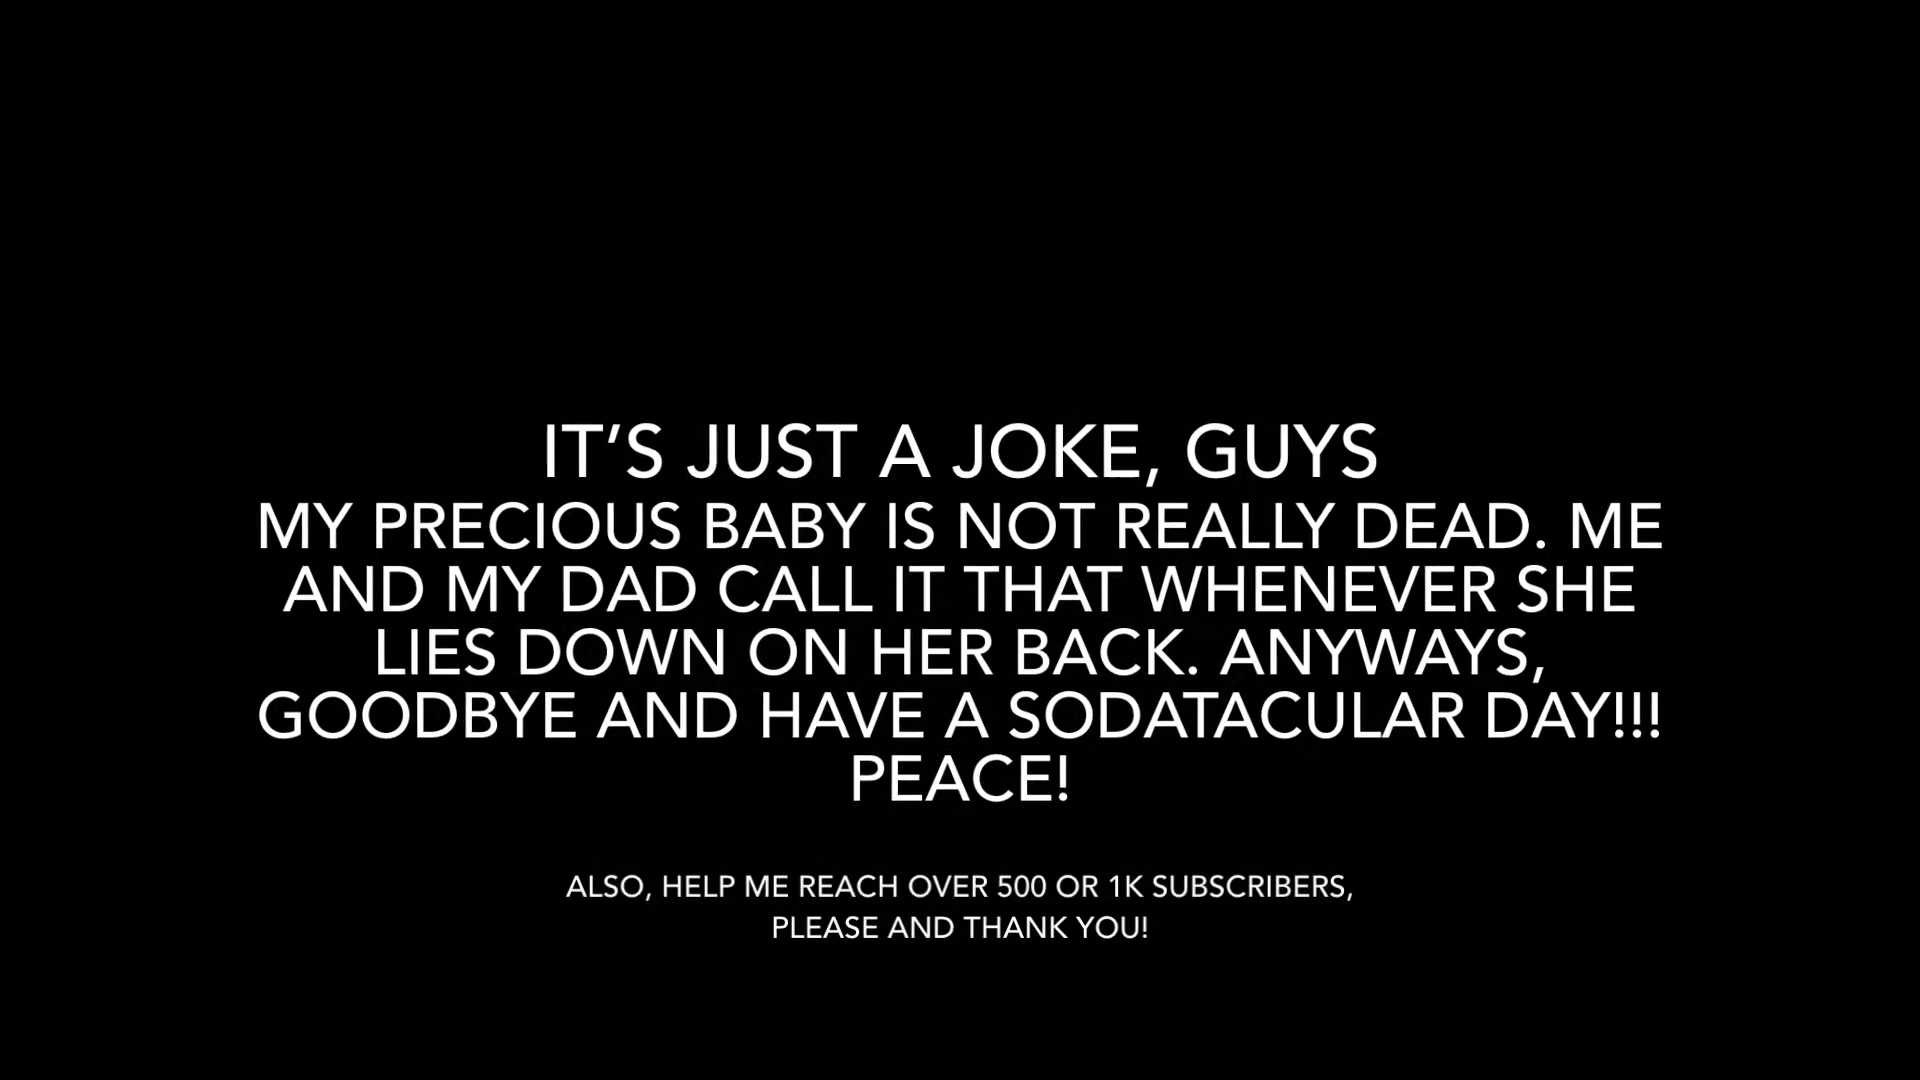 IT’S JUST A JOKE, GUYS
MY PRECIOUS BABY IS NOT REALLY DEAD. ME
AND MY DAD CALL IT THAT WHENEVER SHE
LIES DOWN ON HER BACK. ANYWAYS,
GOODBYE AND HAVE A SODATACULAR DAY!!!
PEACE!
ALSO, HELP ME REACH OVER 500 OR 1K SUBSCRIBERS,
PLEASE AND THANK YOU!